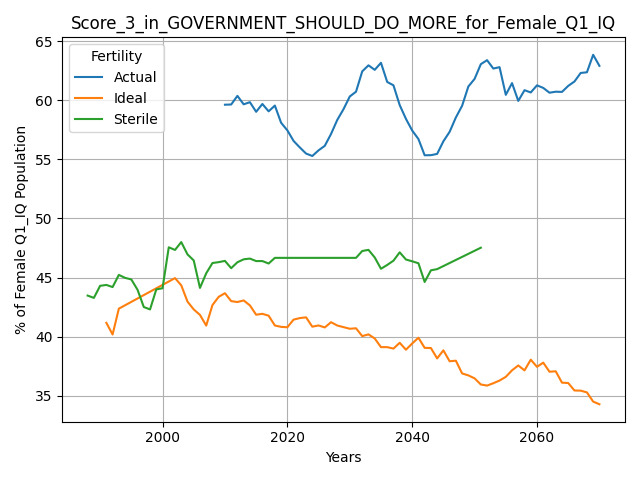 Score_3_in_GOVERNMENT_SHOULD_DO_MORE_for_Female_Q1_IQ
Fertility
Actual
Ideal
Sterile
% of Female Q1_IQ Population
65
60
55
50
45
40
35
2000
2020
2040
2060
Years